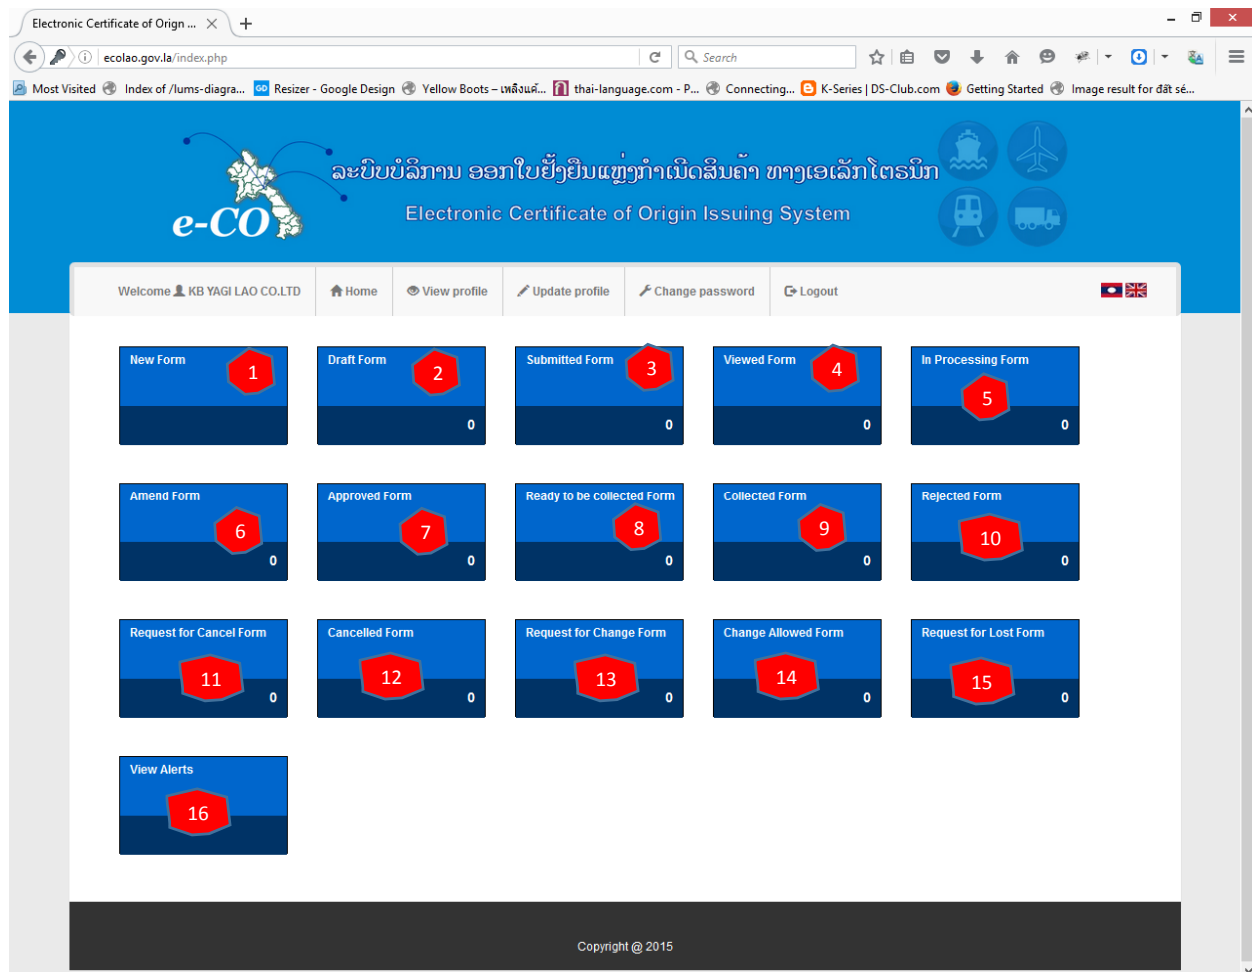 Electronic Certificate of Orign ...
ecolao.gov.la/index.php
Search
Most Visited Index of /lums-diagra... GD Resizer - Google Design Yellow Boots – เพลิงแค้... thai-language.com - P... Connecting... K-Series | DS-Club.com Getting Started Image result for đất sé...
e-CO
ລະບົບບໍລິການ ອອກໃບຢັ້ງຢືນແຫຼ່ງກຳເນີດສິນຄ້າ ທາງເອເລັກໂຕຣນິກ
Electronic Certificate of Origin Issuing System
Welcome KB YAGI LAO CO.LTD Home View profile Update profile Change password Logout
New Form 1
Draft Form 2 0
Submitted Form 3 0
Viewed Form 4 0
In Processing Form 5 0
Amend Form 6 0
Approved Form 7 0
Ready to be collected Form 8 0
Collected Form 9 0
Rejected Form 10 0
Request for Cancel Form 11 0
Cancelled Form 12 0
Request for Change Form 13 0
Change Allowed Form 14 0
Request for Lost Form 15 0
View Alerts 16
Copyright @ 2015